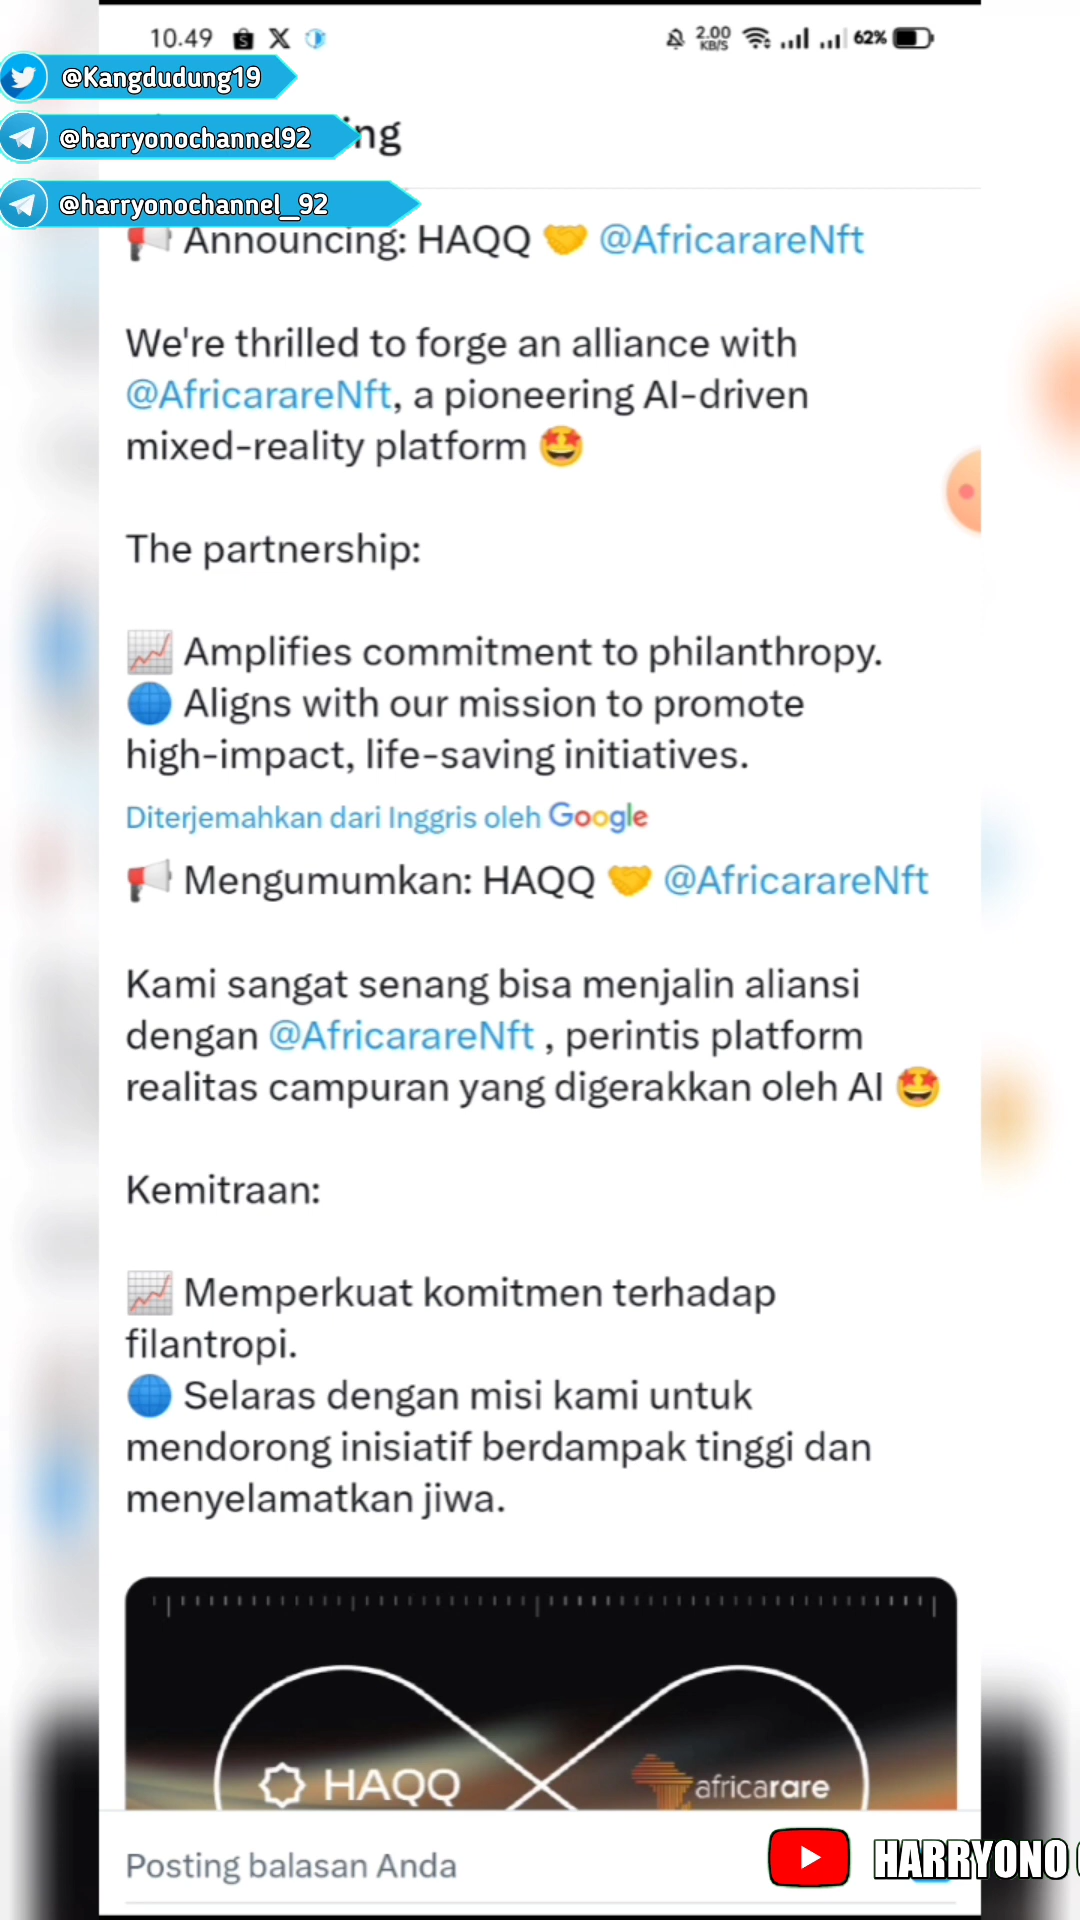 10.49
2.00
KB/S
62%
@Kangdudung19
@harryonochannel92
ng
@harryonochannel_92
Announcing: HAQQ 🤝 @AfricarareNft
We're thrilled to forge an alliance with
@AfricarareNft, a pioneering AI-driven
mixed-reality platform 🤩
The partnership:
📈 Amplifies commitment to philanthropy.
🌐 Aligns with our mission to promote
high-impact, life-saving initiatives.
Diterjemahkan dari Inggris oleh Google
📢 Mengumumkan: HAQQ 🤝 @AfricarareNft
Kami sangat senang bisa menjalin aliansi
dengan @AfricarareNft , perintis platform
realitas campuran yang digerakkan oleh AI 🤩
Kemitraan:
📈 Memperkuat komitmen terhadap
filantropi.
🌐 Selaras dengan misi kami untuk
mendorong inisiatif berdampak tinggi dan
menyelamatkan jiwa.
HAQQ
africarare
Posting balasan Anda
HARRYONO